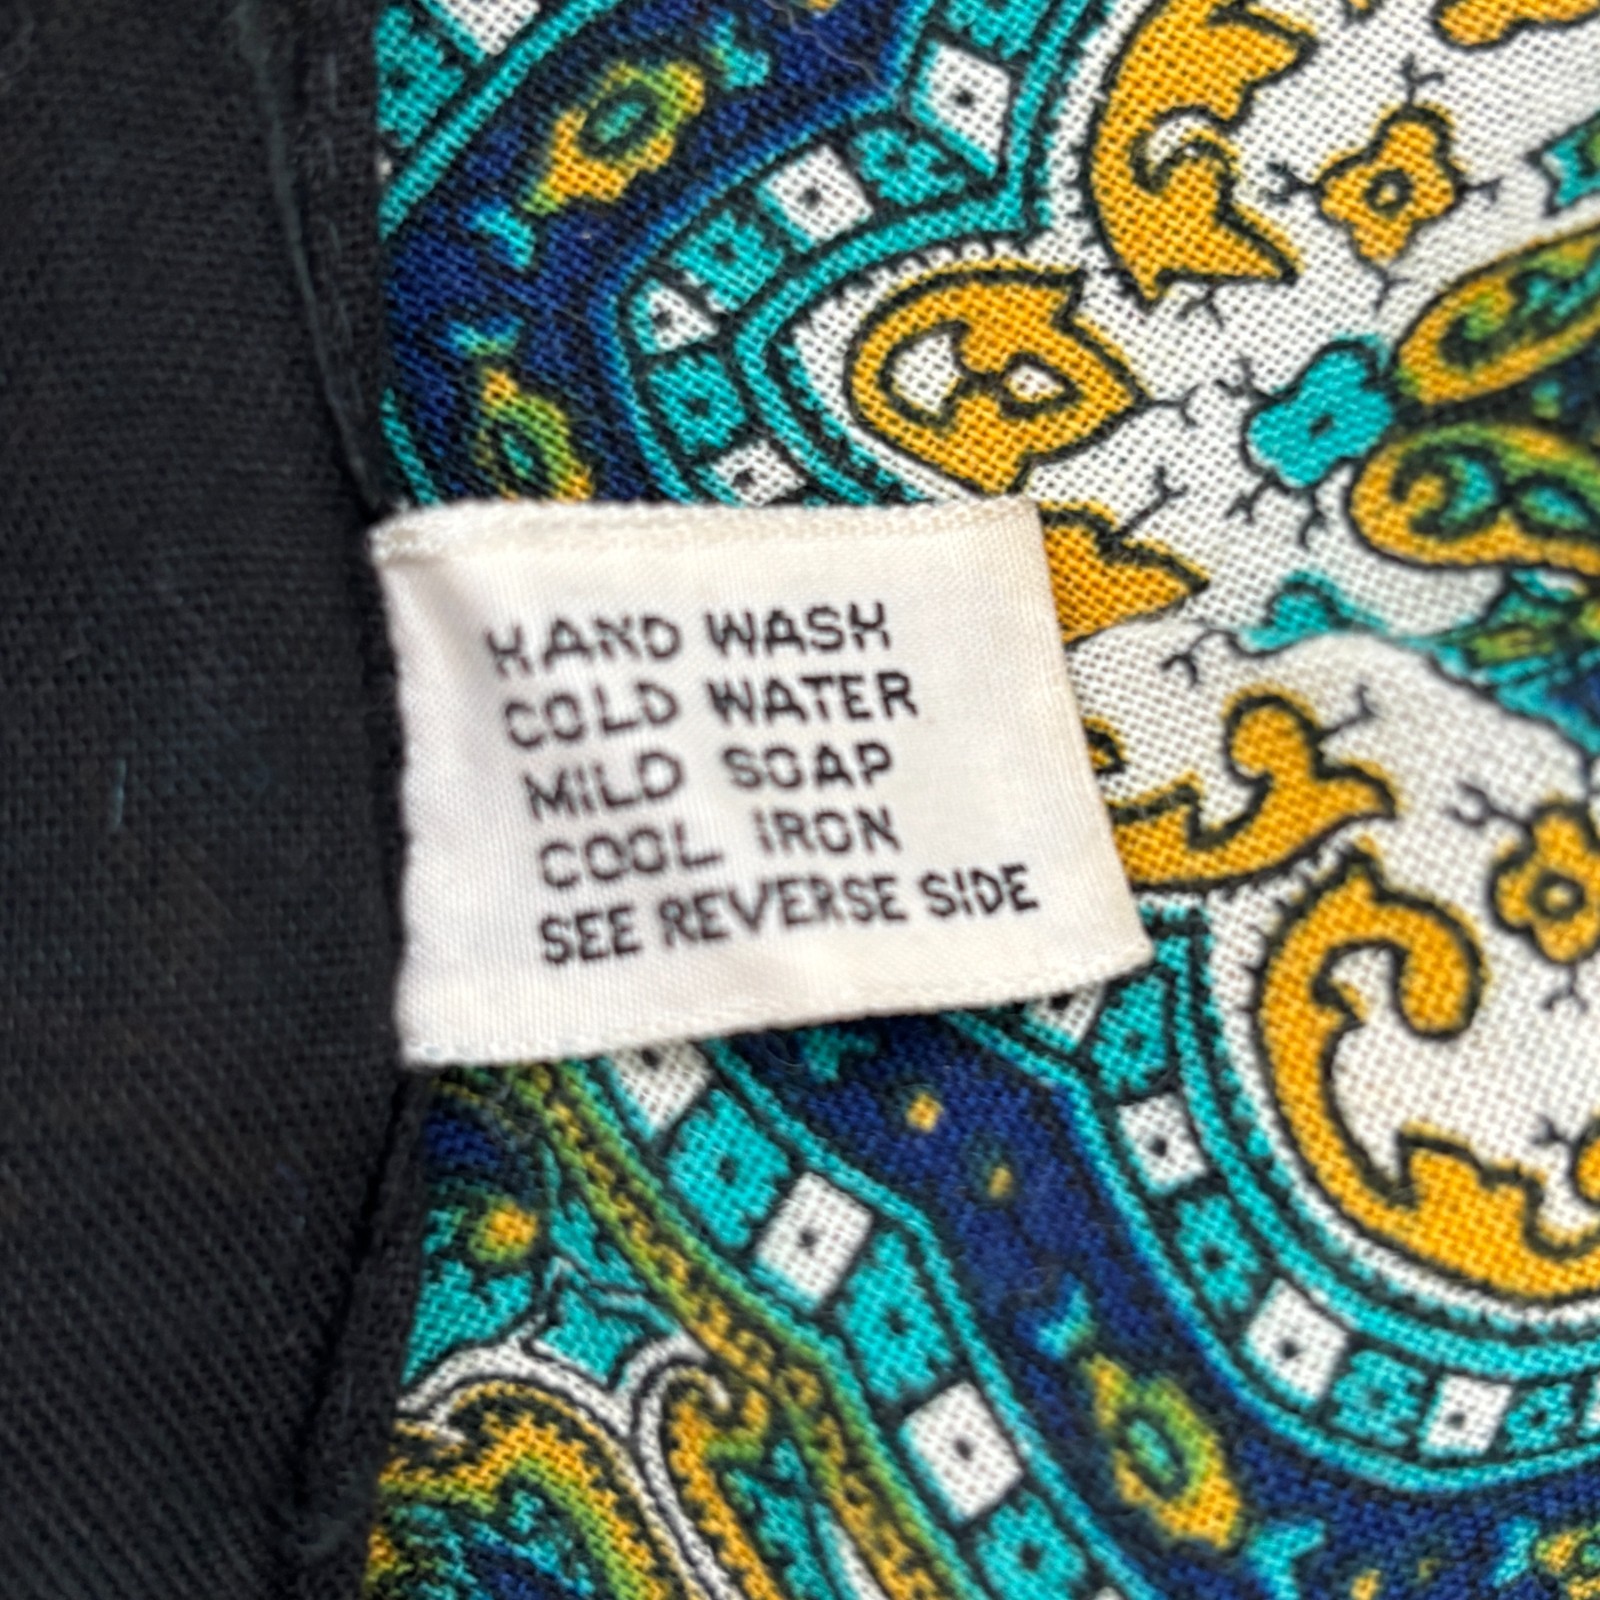 HAND WASH
COLD WATER
MILD SOAP
COOL IRON
SEE REVERSE SIDE